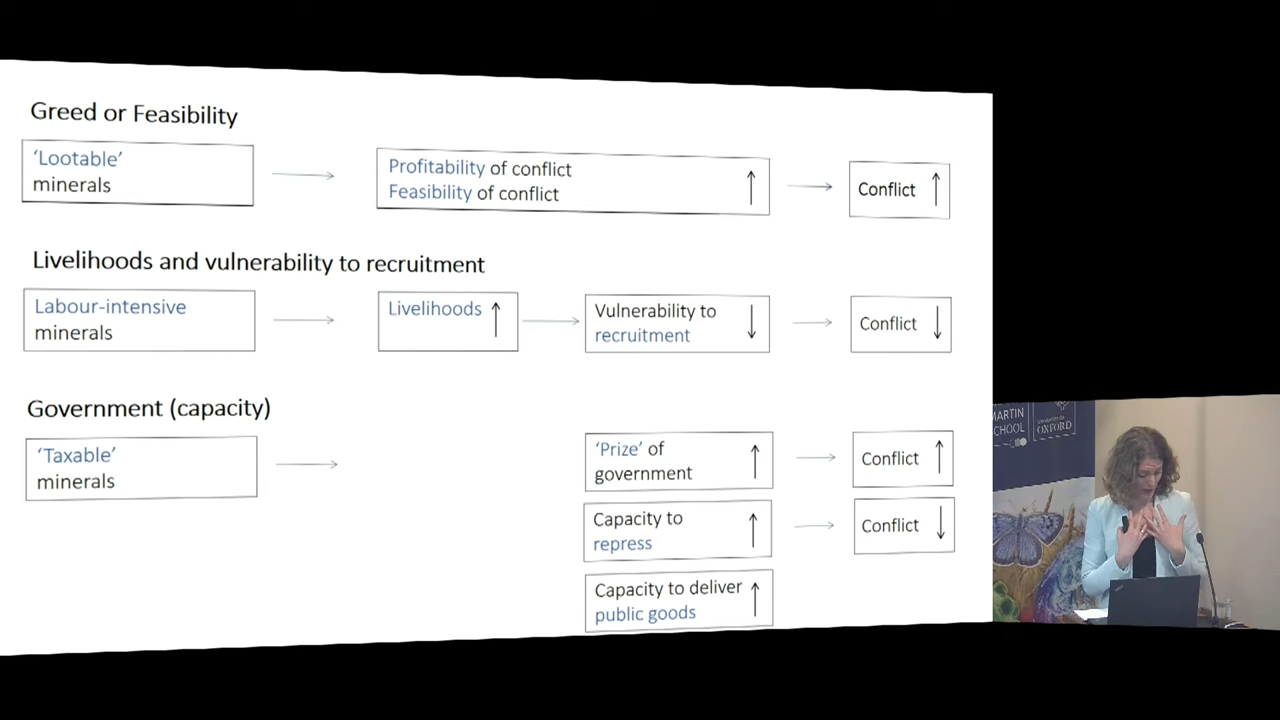 Greed or Feasibility
‘Lootable’
minerals
Profitability of conflict
Feasibility of conflict
↑
Conflict ↑
Livelihoods and vulnerability to recruitment
Labour-intensive
minerals
Livelihoods ↑
Vulnerability to
recruitment
↓
Conflict ↓
Government (capacity)
‘Taxable’
minerals
‘Prize’ of
government
↑
Conflict ↑
Capacity to
repress
↑
Conflict ↓
Capacity to deliver
public goods
↑
MARTIN
SCHOOL
UNIVERSITY OF
OXFORD